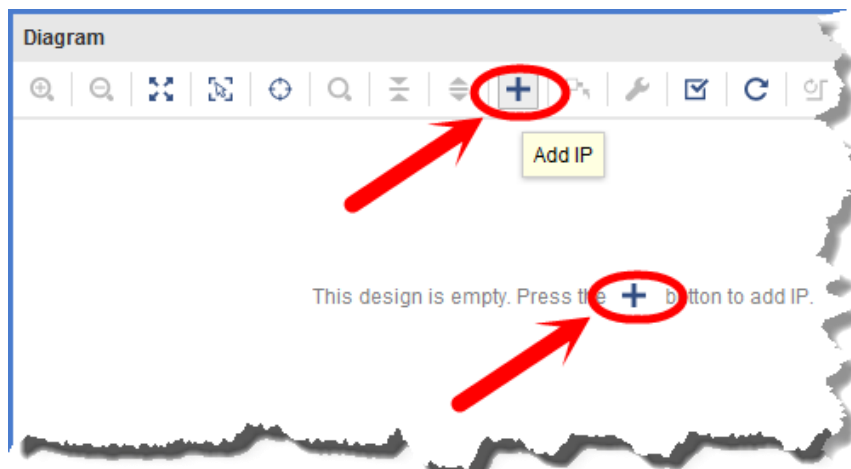 Diagram
Add IP
This design is empty. Press the + button to add IP.